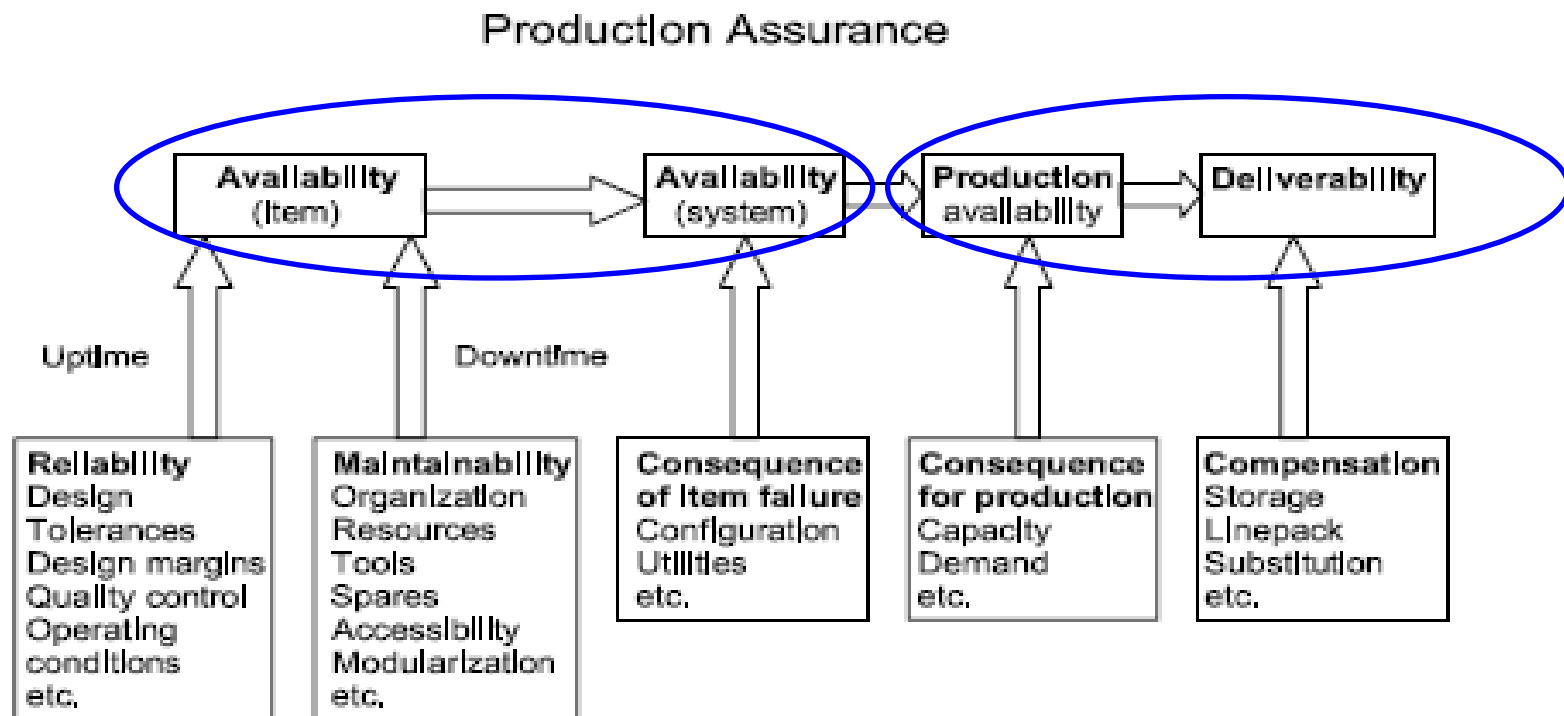 Production Assurance
Availability
(Item)
Availability
(system)
Production
availability
Deliverability
Uptime
Downtime
Reliability
Design
Tolerances
Design margins
Quality control
Operating
conditions
etc.
Maintainability
Organization
Resources
Tools
Spares
Accessibility
Modularization
etc.
Consequence
of item failure
Configuration
Utilities
etc.
Consequence
for production
Capacity
Demand
etc.
Compensation
Storage
Linepack
Substitution
etc.